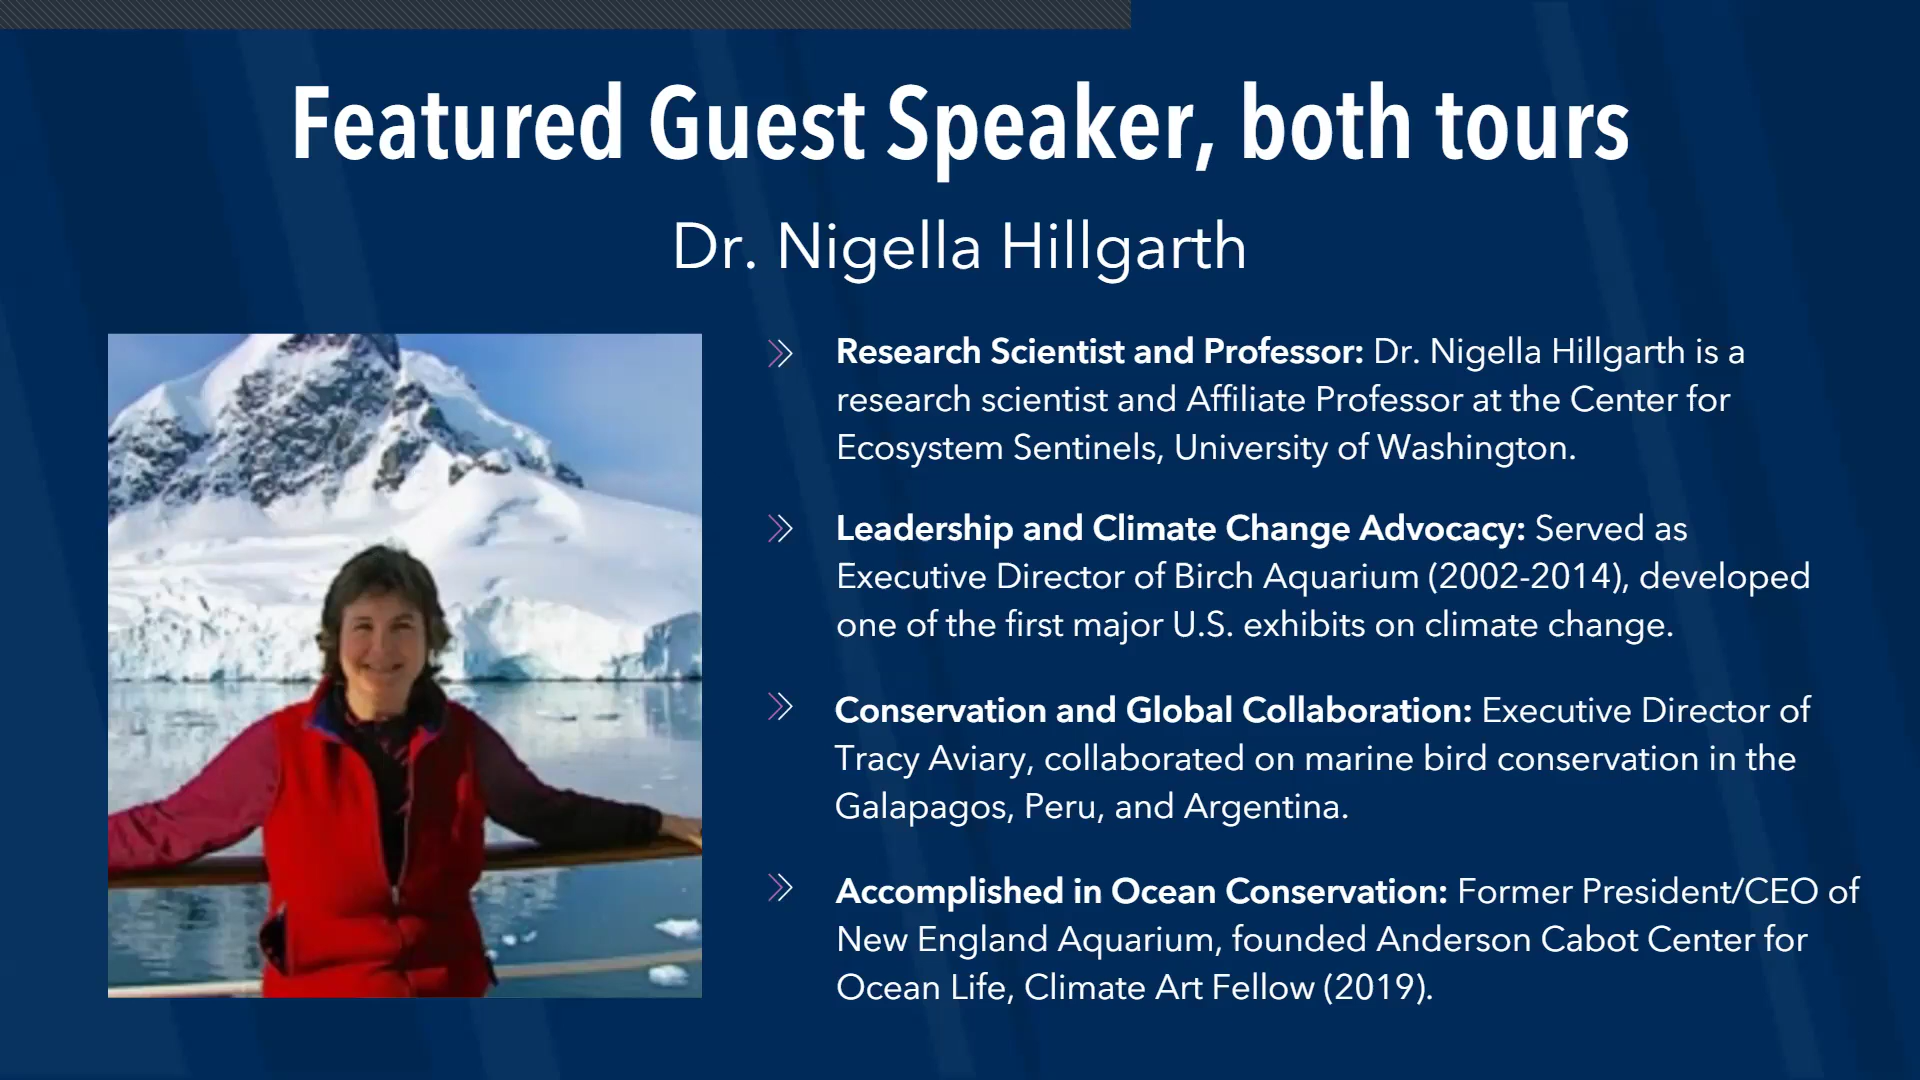 Featured Guest Speaker, both tours
Dr. Nigella Hillgarth
Research Scientist and Professor: Dr. Nigella Hillgarth is a
research scientist and Affiliate Professor at the Center for
Ecosystem Sentinels, University of Washington.
Leadership and Climate Change Advocacy: Served as
Executive Director of Birch Aquarium (2002-2014), developed
one of the first major U.S. exhibits on climate change.
Conservation and Global Collaboration: Executive Director of
Tracy Aviary, collaborated on marine bird conservation in the
Galapagos, Peru, and Argentina.
Accomplished in Ocean Conservation: Former President/CEO of
New England Aquarium, founded Anderson Cabot Center for
Ocean Life, Climate Art Fellow (2019).